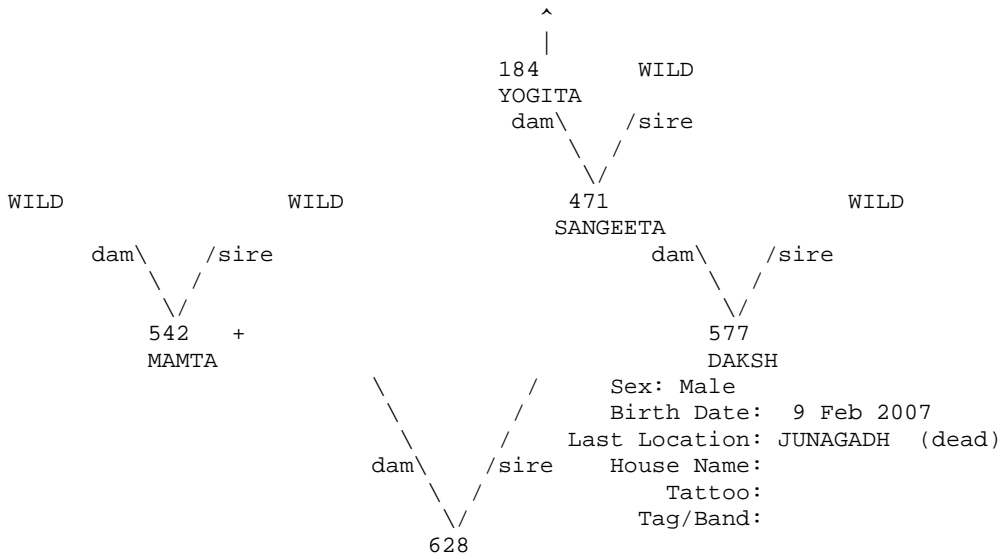 ^
|
184 WILD
YOGITA
dam\ /sire
\ /
\/
WILD WILD 471 WILD
SANGEETA
dam\ /sire dam\ /sire
\ / \ /
\/ \/
542 + 577
MAMTA DAKSH
\ / Sex: Male
\ / Birth Date: 9 Feb 2007
\ / Last Location: JUNAGADH (dead)
dam\ /sire House Name:
\ / Tattoo:
\/ Tag/Band:
628